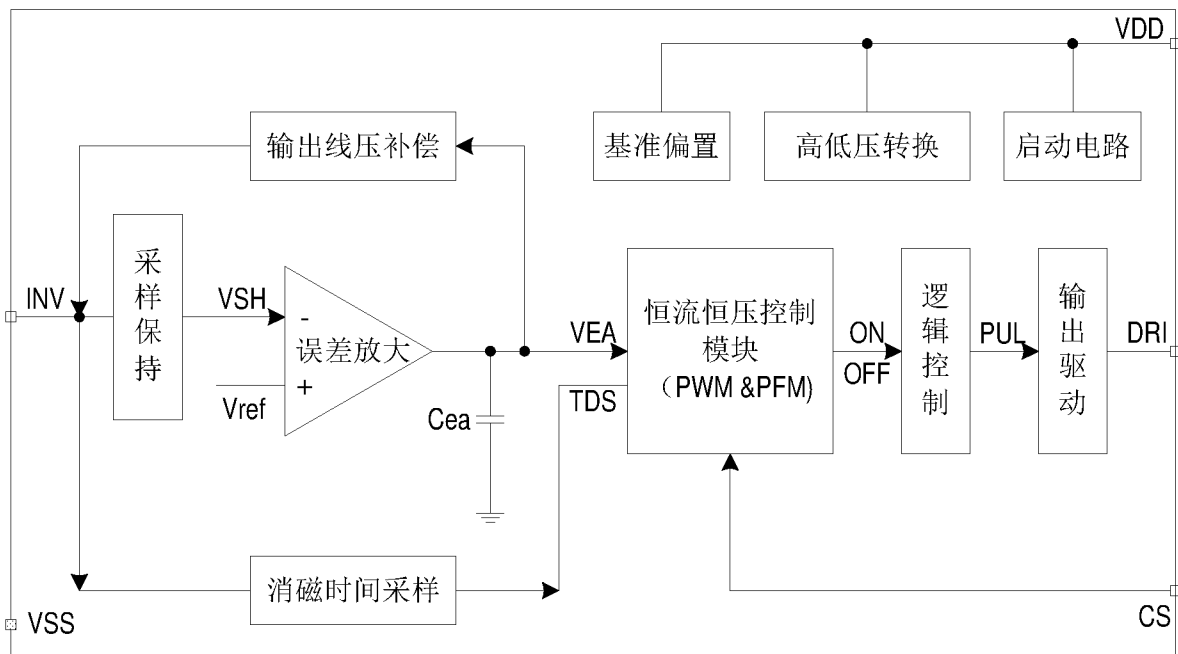 VDD
输出线压补偿
基准偏置
高低压转换
启动电路
采样保持
INV
VSH
-
误差放大
+
Vref
Cea
VEA
TDS
恒流恒压控制
模块
（PWM &PFM)
ON
OFF
逻辑控制
PUL
输出驱动
DRI
消磁时间采样
VSS
CS